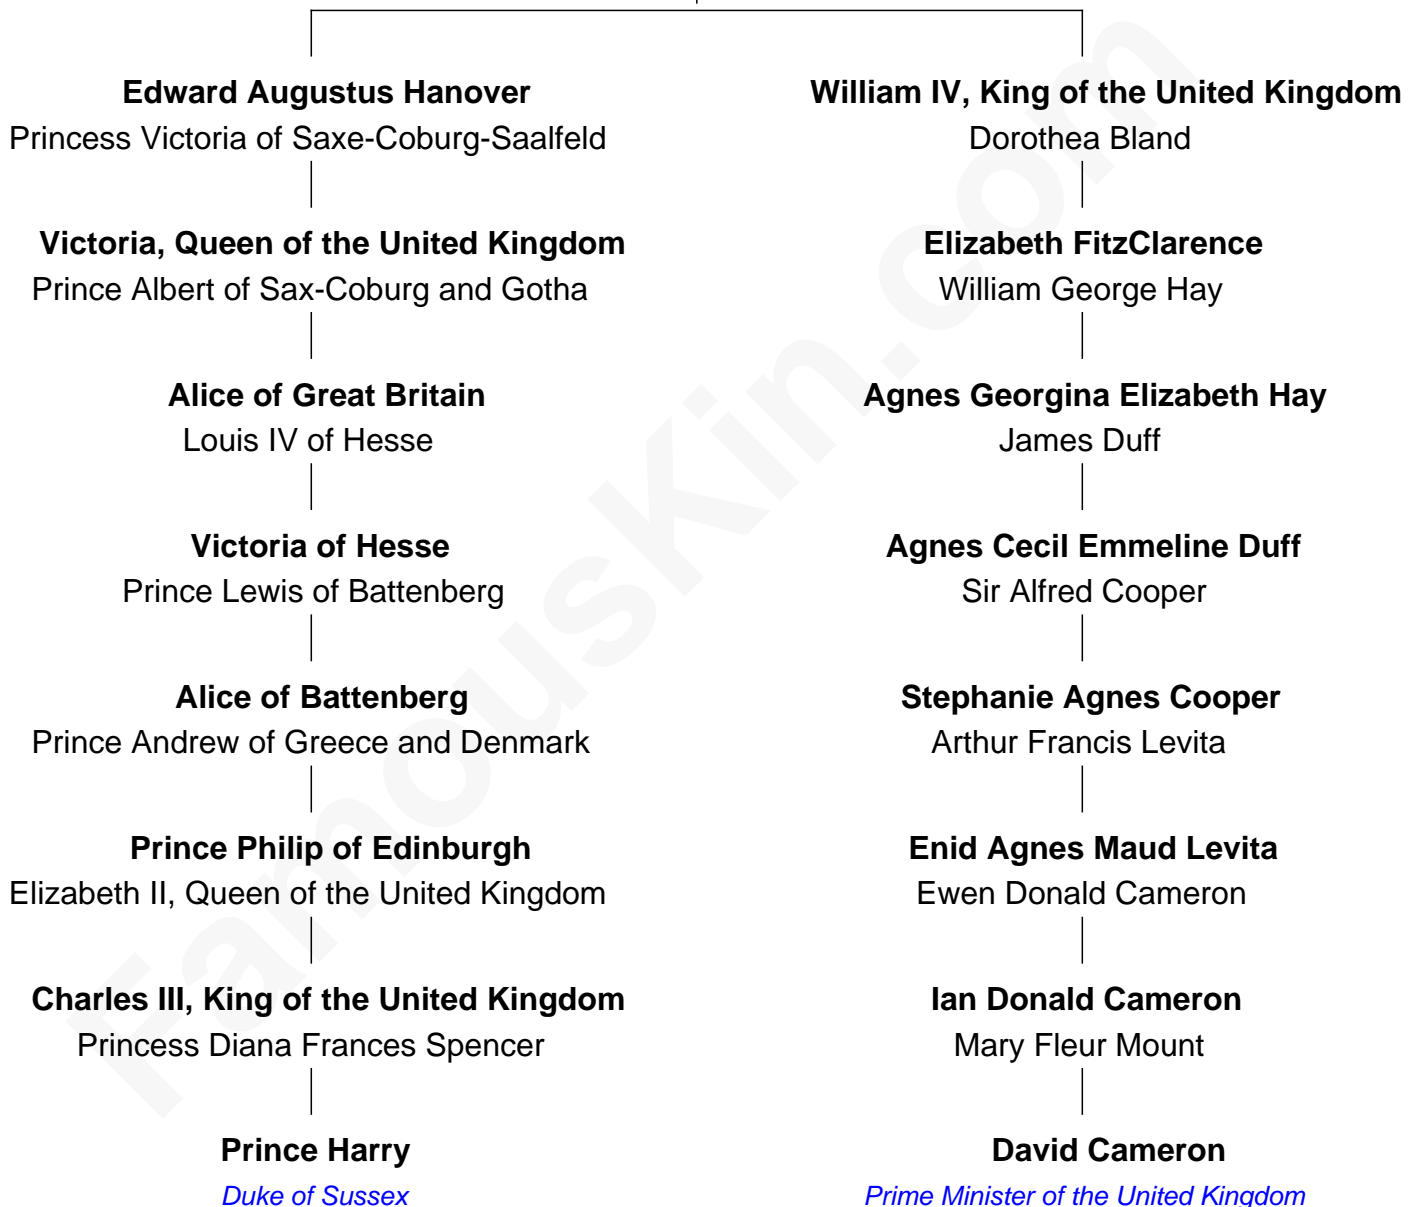 Edward Augustus Hanover
Princess Victoria of Saxe-Coburg-Saalfeld
Victoria, Queen of the United Kingdom
Prince Albert of Sax-Coburg and Gotha
Alice of Great Britain
Louis IV of Hesse
Victoria of Hesse
Prince Lewis of Battenberg
Alice of Battenberg
Prince Andrew of Greece and Denmark
Prince Philip of Edinburgh
Elizabeth II, Queen of the United Kingdom
Charles III, King of the United Kingdom
Princess Diana Frances Spencer
Prince Harry
Duke of Sussex
William IV, King of the United Kingdom
Dorothea Bland
Elizabeth FitzClarence
William George Hay
Agnes Georgina Elizabeth Hay
James Duff
Agnes Cecil Emmeline Duff
Sir Alfred Cooper
Stephanie Agnes Cooper
Arthur Francis Levita
Enid Agnes Maud Levita
Ewen Donald Cameron
Ian Donald Cameron
Mary Fleur Mount
David Cameron
Prime Minister of the United Kingdom
FamousKin.com